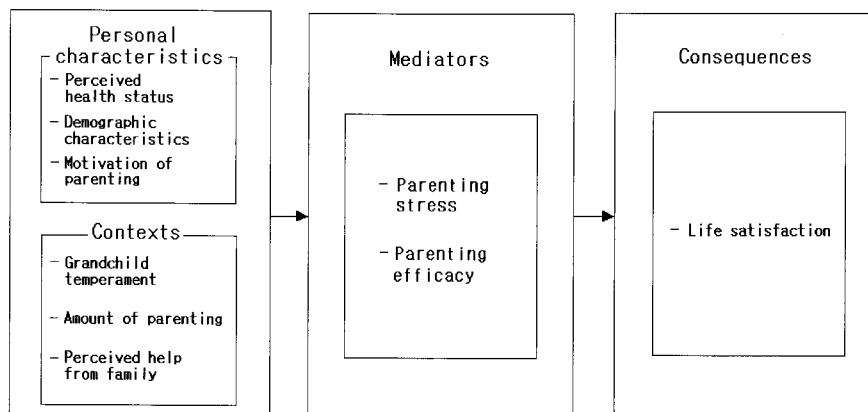 Personal
characteristics
- Perceived
health status
- Demographic
characteristics
- Motivation of
parenting
Contexts
- Grandchild
temperament
- Amount of parenting
- Perceived help
from family
Mediators
- Parenting
stress
- Parenting
efficacy
Consequences
- Life satisfaction